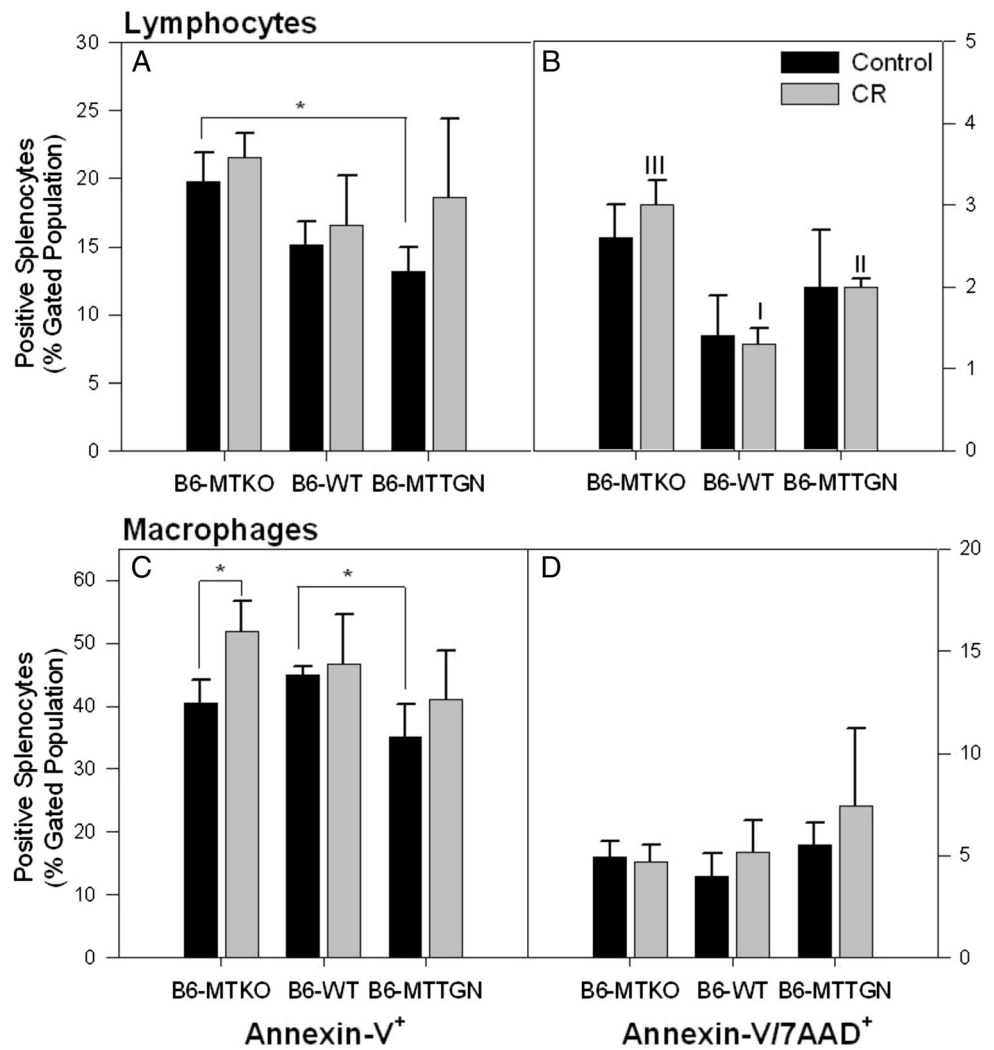 Lymphocytes
A
B
Control
CR
*
III
I
II
30
25
20
15
10
5
0
5
4
3
2
1
0
Positive Splenocytes
(% Gated Population)
B6-MTKO B6-WT B6-MTTGN
B6-MTKO B6-WT B6-MTTGN
Macrophages
C
D
*
*
60
50
40
30
20
10
0
20
15
10
5
0
Positive Splenocytes
(% Gated Population)
B6-MTKO B6-WT B6-MTTGN
B6-MTKO B6-WT B6-MTTGN
Annexin-V⁺
Annexin-V/7AAD⁺